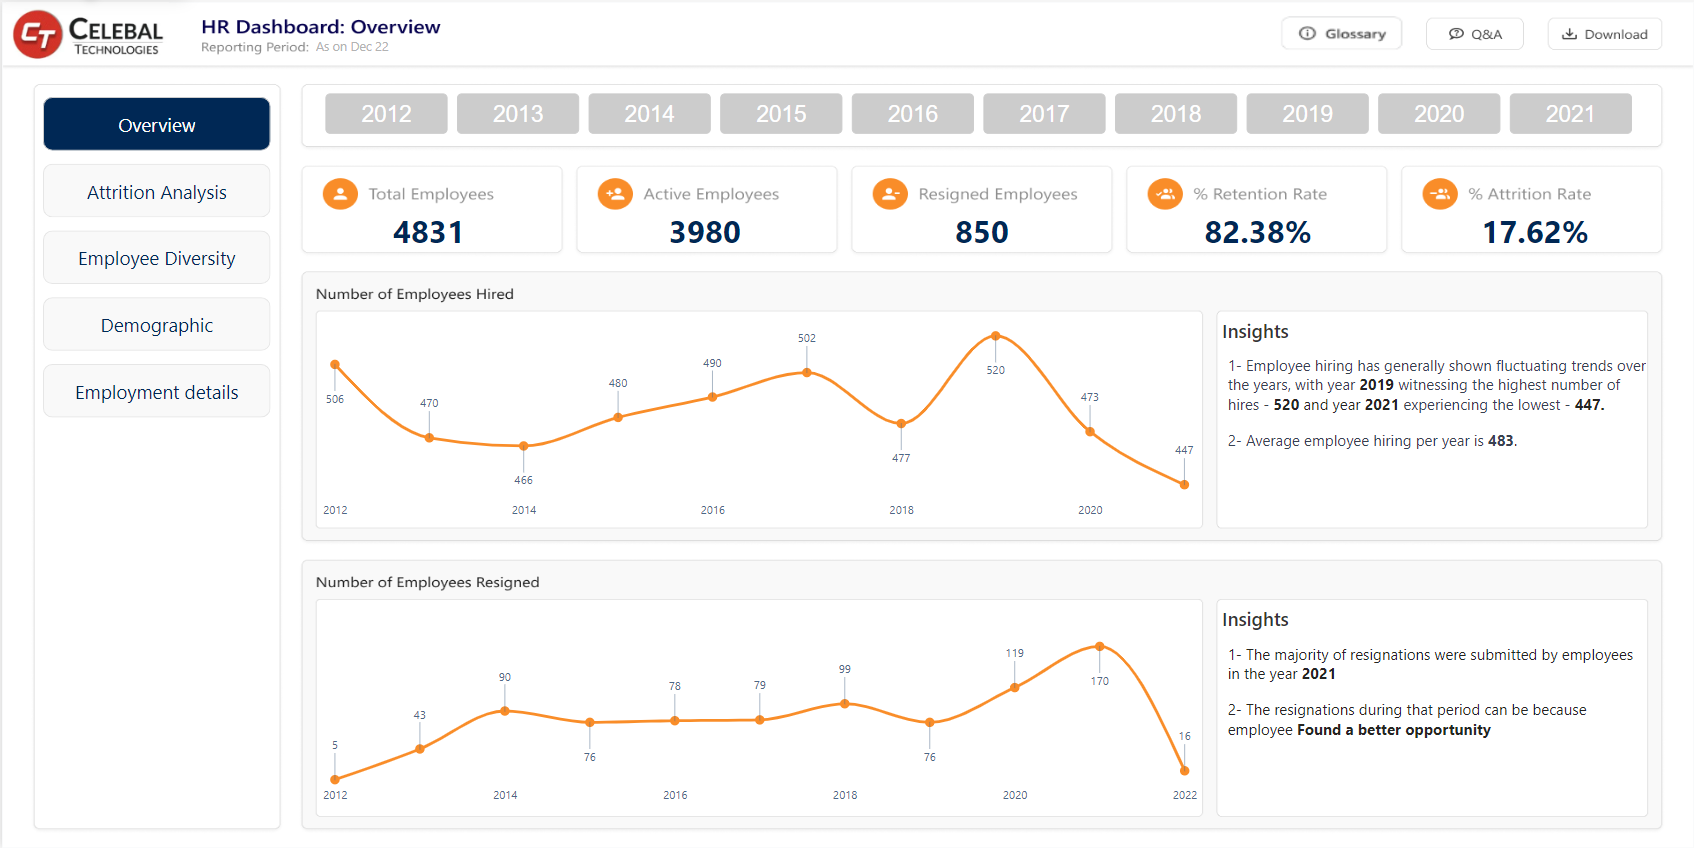 CT CELEBAL
TECHNOLOGIES
HR Dashboard: Overview
Reporting Period: As on Dec 22
Glossary
Q&A
Download
Overview
Attrition Analysis
Employee Diversity
Demographic
Employment details
2012 2013 2014 2015 2016 2017 2018 2019 2020 2021
Total Employees
4831
Active Employees
3980
Resigned Employees
850
% Retention Rate
82.38%
% Attrition Rate
17.62%
Number of Employees Hired
506 470 466 480 490 502 477 520 473 447
2012 2014 2016 2018 2020
Insights
1- Employee hiring has generally shown fluctuating trends over
the years, with year 2019 witnessing the highest number of
hires - 520 and year 2021 experiencing the lowest - 447.
2- Average employee hiring per year is 483.
Number of Employees Resigned
5 43 90 76 78 79 99 76 119 170 16
2012 2014 2016 2018 2020 2022
Insights
1- The majority of resignations were submitted by employees
in the year 2021
2- The resignations during that period can be because
employee Found a better opportunity